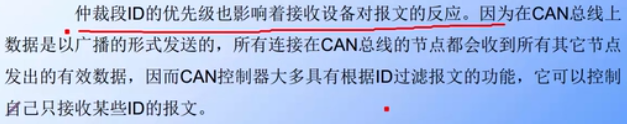 仲裁段ID的优先级也影响着接收设备对报文的反应。因为在CAN总线上
数据是以广播的形式发送的，所有连接在CAN总线的节点都会收到所有其它节点
发出的有效数据，因而CAN控制器大多具有根据ID过滤报文的功能，它可以控制
自己只接收某些ID的报文。